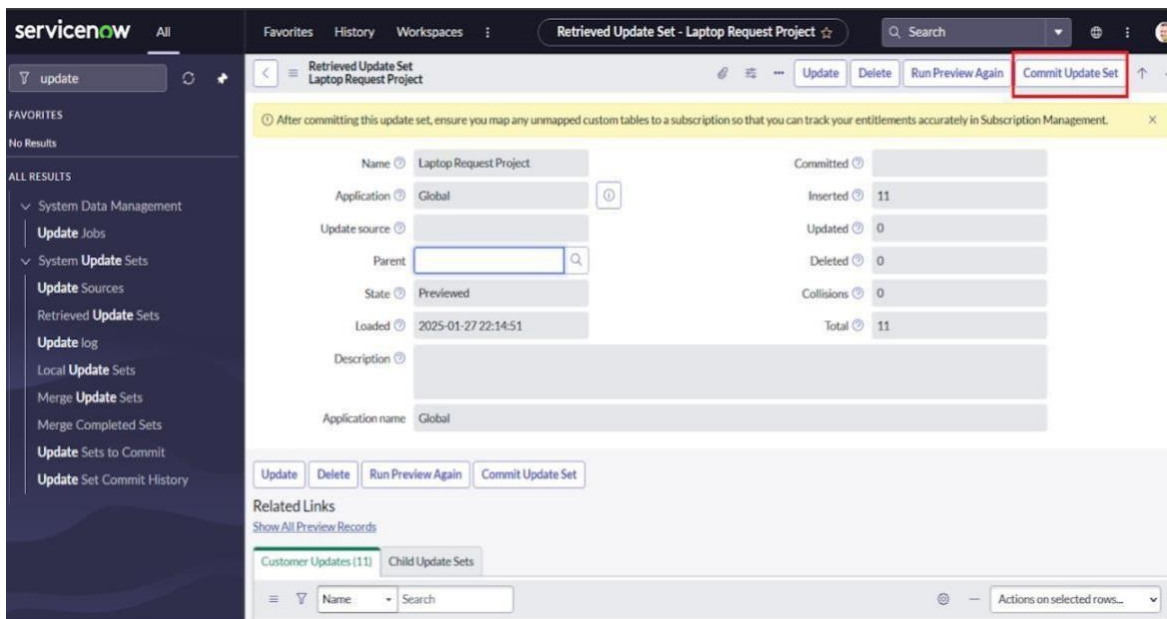 servicenow All Favorites History Workspaces Retrieved Update Set - Laptop Request Project Search
update
Retrieved Update Set
Laptop Request Project
Update Delete Run Preview Again Commit Update Set
FAVORITES
No Results
ALL RESULTS
System Data Management
Update Jobs
System Update Sets
Update Sources
Retrieved Update Sets
Update log
Local Update Sets
Merge Update Sets
Merge Completed Sets
Update Sets to Commit
Update Set Commit History
After committing this update set, ensure you map any unmapped custom tables to a subscription so that you can track your entitlements accurately in Subscription Management.
Name Laptop Request Project
Application Global
Update source
Parent
State Previewed
Loaded 2025-01-27 22:14:51
Committed
Inserted 11
Updated 0
Deleted 0
Collisions 0
Total 11
Description
Application name Global
Update Delete Run Preview Again Commit Update Set
Related Links
Show All Preview Records
Customer Updates (11) Child Update Sets
Name Search Actions on selected rows...